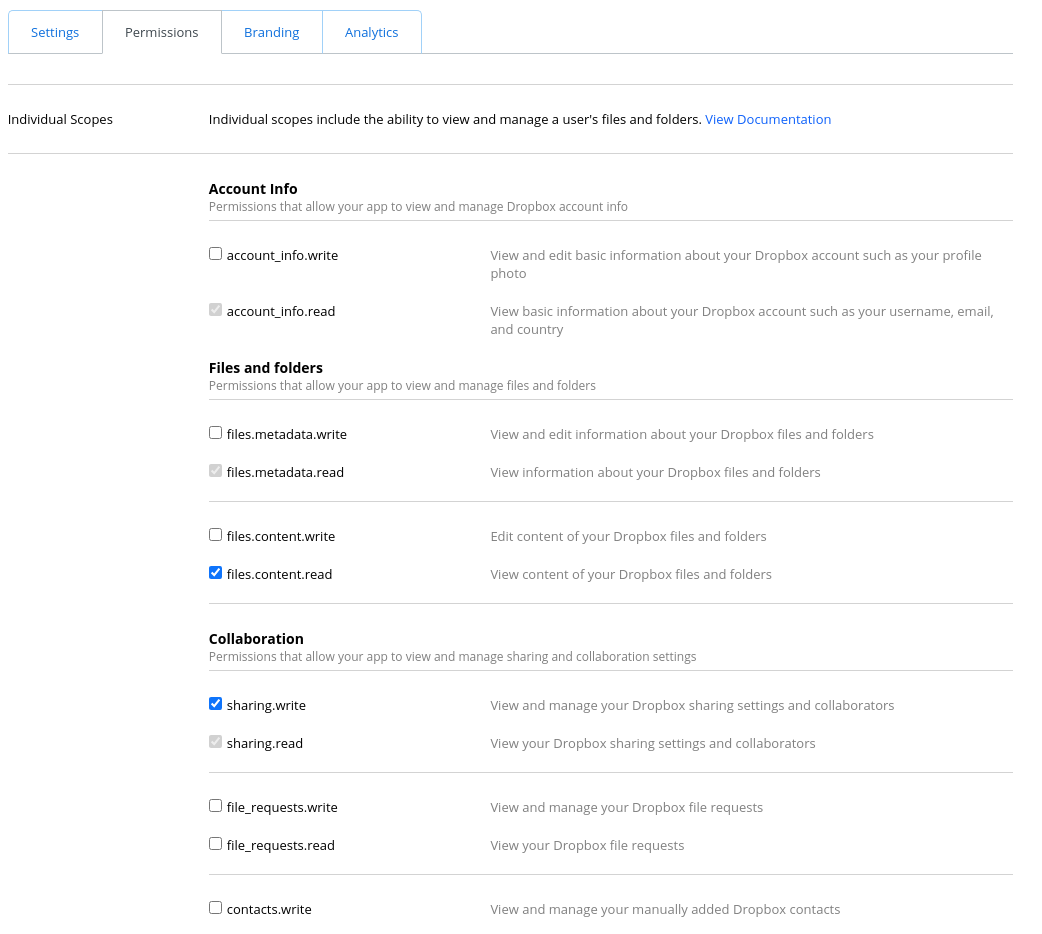 Settings
Permissions
Branding
Analytics
Individual Scopes
Individual scopes include the ability to view and manage a user's files and folders. View Documentation
Account Info
Permissions that allow your app to view and manage Dropbox account info
account_info.write
View and edit basic information about your Dropbox account such as your profile
photo
account_info.read
View basic information about your Dropbox account such as your username, email,
and country
Files and folders
Permissions that allow your app to view and manage files and folders
files.metadata.write
View and edit information about your Dropbox files and folders
files.metadata.read
View information about your Dropbox files and folders
files.content.write
Edit content of your Dropbox files and folders
files.content.read
View content of your Dropbox files and folders
Collaboration
Permissions that allow your app to view and manage sharing and collaboration settings
sharing.write
View and manage your Dropbox sharing settings and collaborators
sharing.read
View your Dropbox sharing settings and collaborators
file_requests.write
View and manage your Dropbox file requests
file_requests.read
View your Dropbox file requests
contacts.write
View and manage your manually added Dropbox contacts